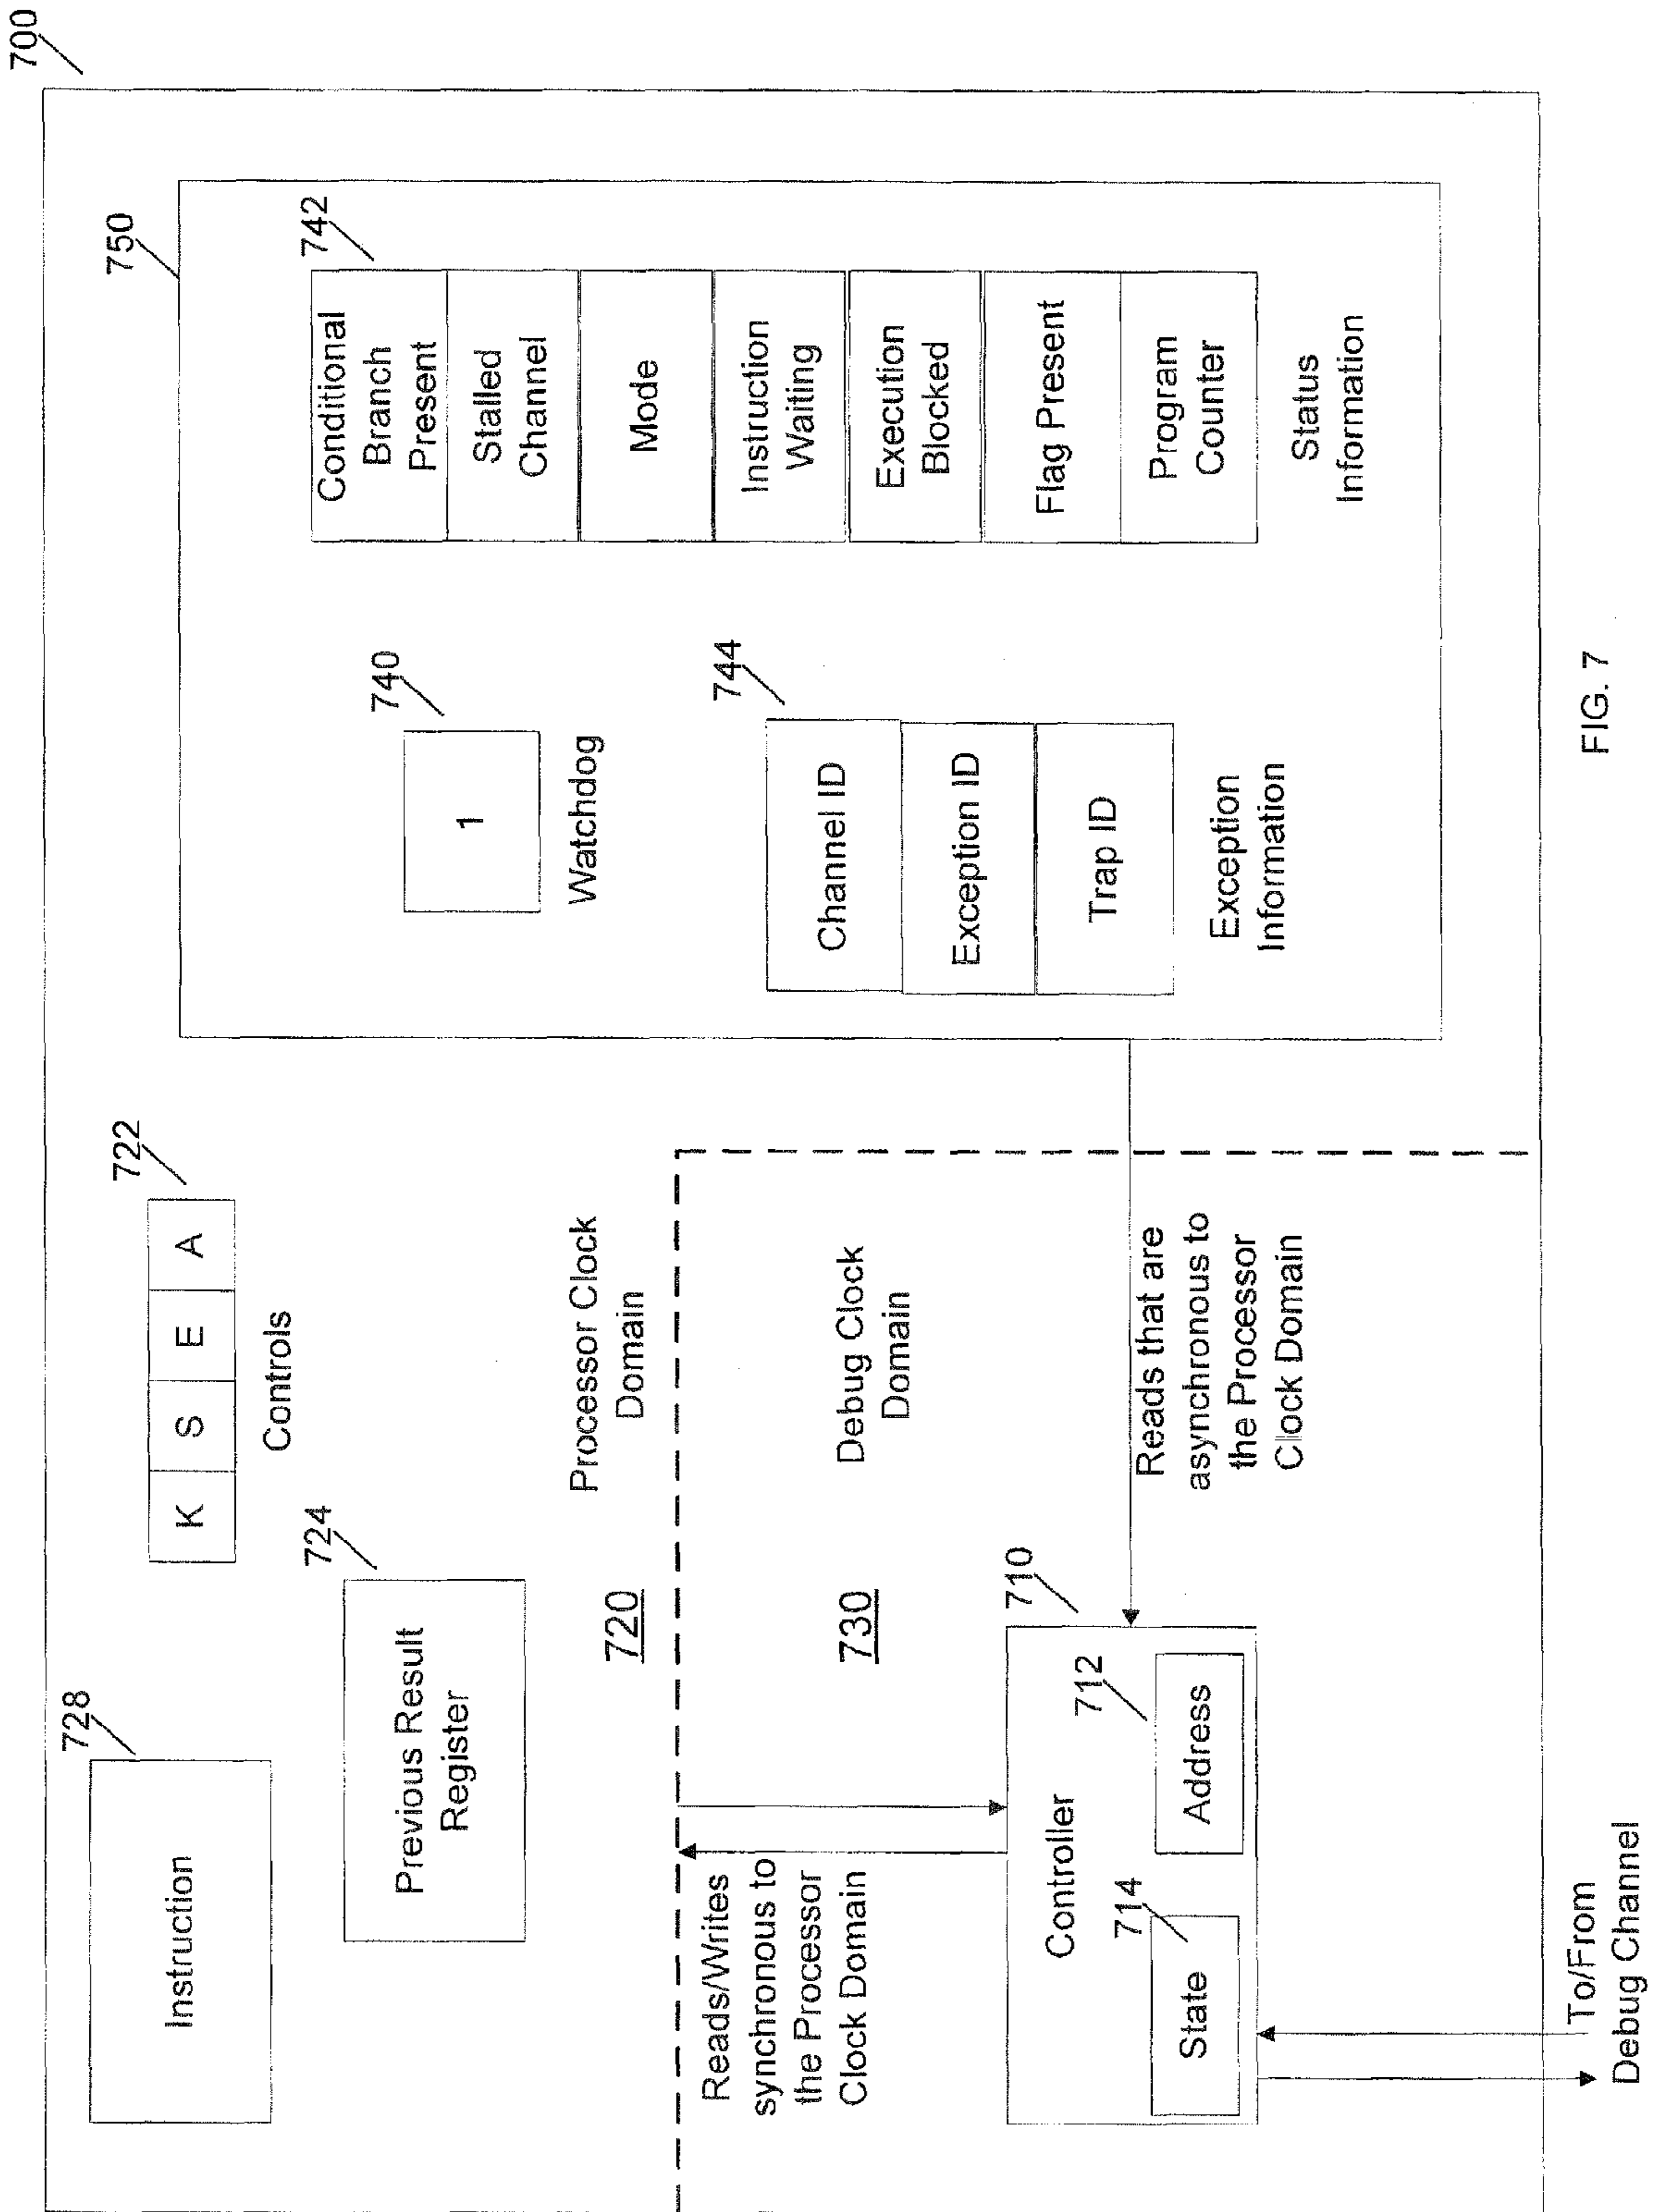 700
728
Instruction
722
K S E A
Controls
724
Previous Result
Register
750
742
Conditional
Branch
Present
Stalled
Channel
Mode
Instruction
Waiting
Execution
Blocked
Flag Present
Program
Counter
Status
Information
740
1
Watchdog
744
Channel ID
Exception ID
Trap ID
Exception
Information
720
Processor Clock
Domain
730
Debug Clock
Domain
Reads/Writes
synchronous to
the Processor
Clock Domain
710
Controller
714
State
712
Address
Reads that are
asynchronous to
the Processor
Clock Domain
To/From
Debug Channel
FIG. 7